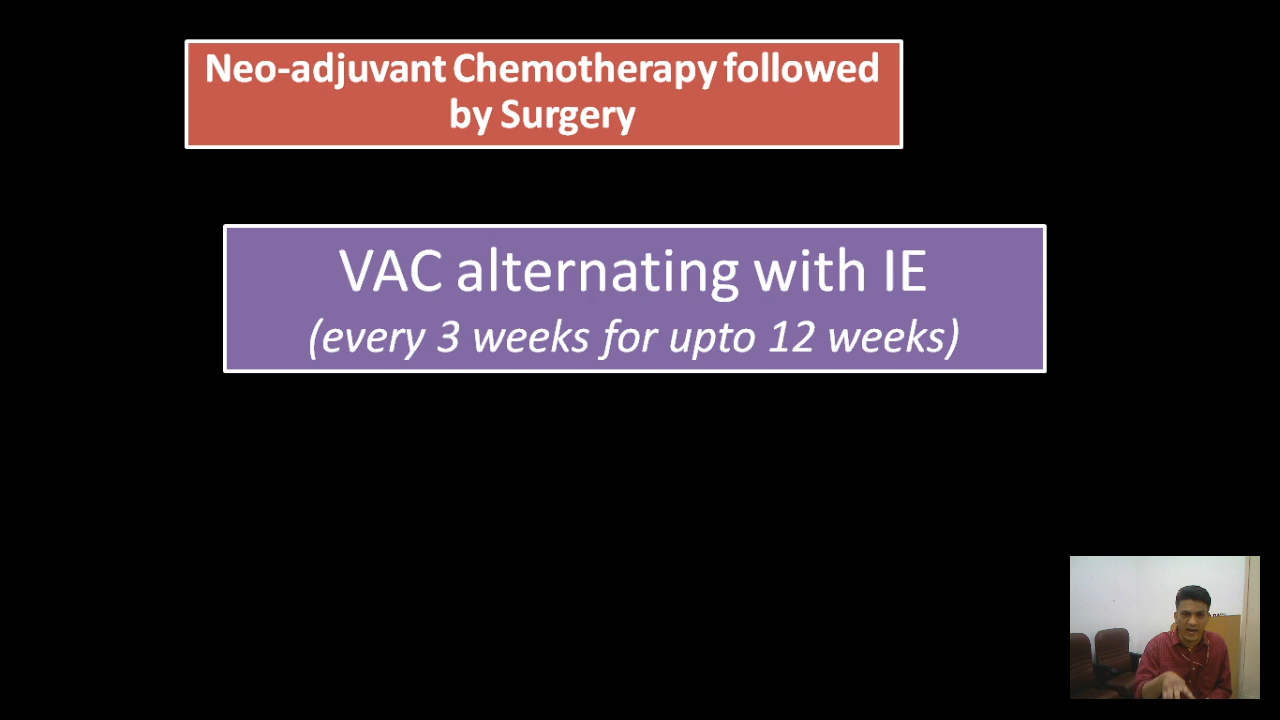 Neo-adjuvant Chemotherapy followed
by Surgery
VAC alternating with IE
(every 3 weeks for upto 12 weeks)